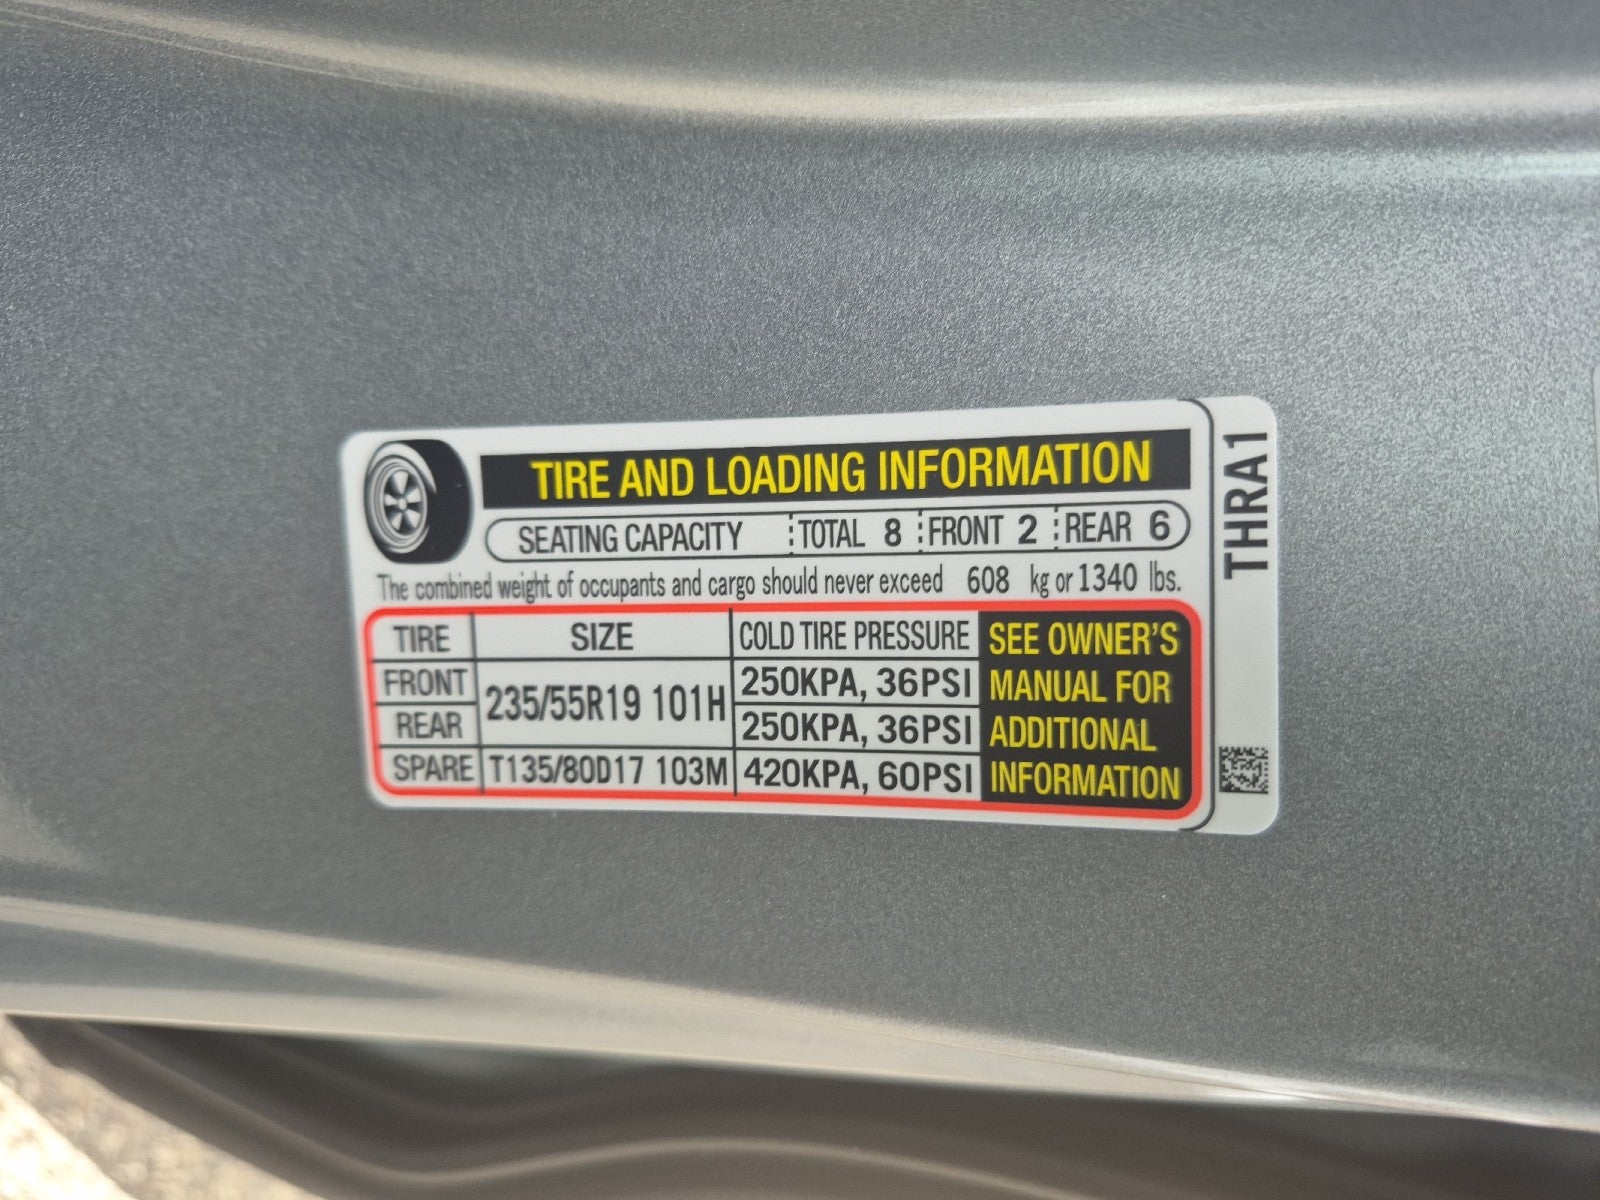 TIRE AND LOADING INFORMATION
SEATING CAPACITY TOTAL 8 FRONT 2 REAR 6
The combined weight of occupants and cargo should never exceed 608 kg or 1340 lbs.
TIRE SIZE COLD TIRE PRESSURE
FRONT 235/55R19 101H 250KPA, 36PSI
REAR 250KPA, 36PSI
SPARE T135/80D17 103M 420KPA, 60PSI
SEE OWNER'S
MANUAL FOR
ADDITIONAL
INFORMATION
THRA1